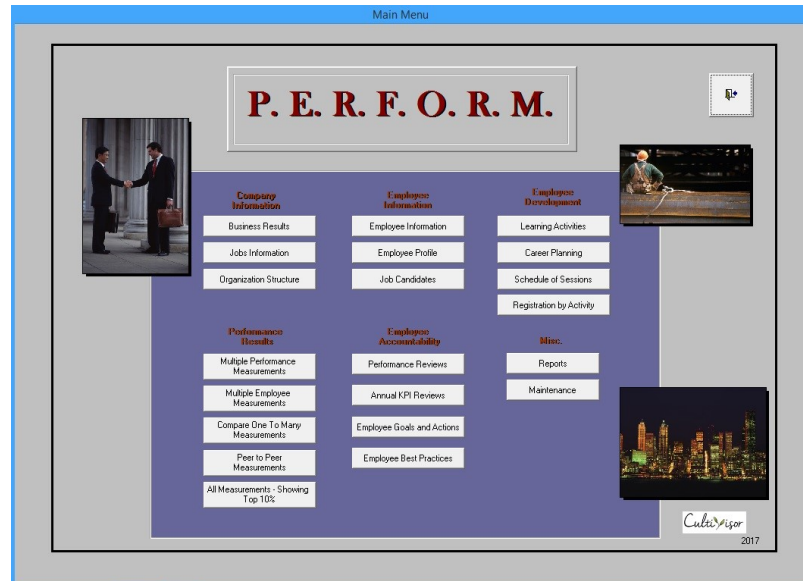 Main Menu
P. E. R. F. O. R. M.
Company
Information
Business Results
Jobs Information
Organization Structure
Employee
Information
Employee Information
Employee Profile
Job Candidates
Employee
Development
Learning Activities
Career Planning
Schedule of Sessions
Registration by Activity
Performance
Results
Multiple Performance
Measurements
Multiple Employee
Measurements
Compare One To Many
Measurements
Peer to Peer
Measurements
All Measurements - Showing
Top 10%
Employee
Accountability
Performance Reviews
Annual KPI Reviews
Employee Goals and Actions
Employee Best Practices
Misc.
Reports
Maintenance
Cultivisor
2017